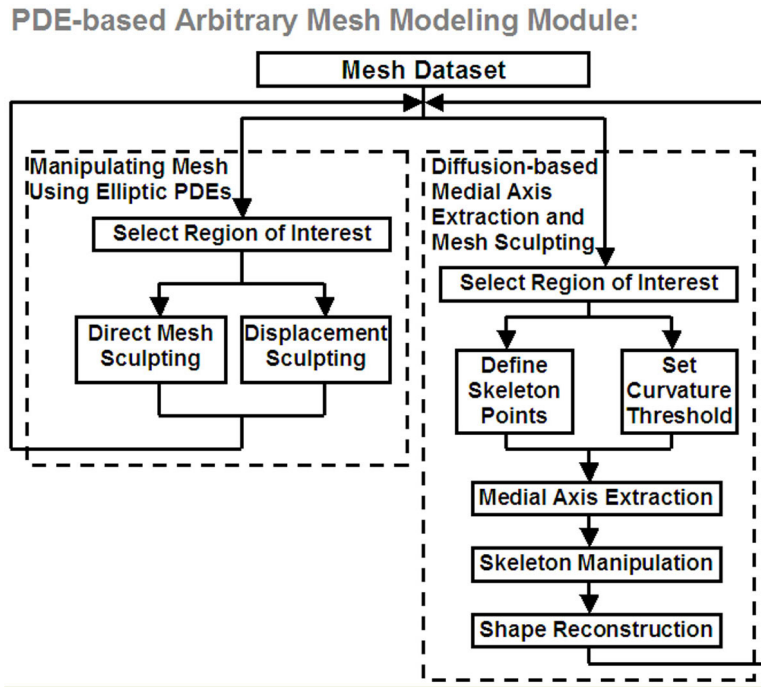 PDE-based Arbitrary Mesh Modeling Module:
Mesh Dataset
Manipulating Mesh
Using Elliptic PDEs
Select Region of Interest
Direct Mesh
Sculpting
Displacement
Sculpting
Diffusion-based
Medial Axis
Extraction and
Mesh Sculpting
Select Region of Interest
Define
Skeleton
Points
Set
Curvature
Threshold
Medial Axis Extraction
Skeleton Manipulation
Shape Reconstruction